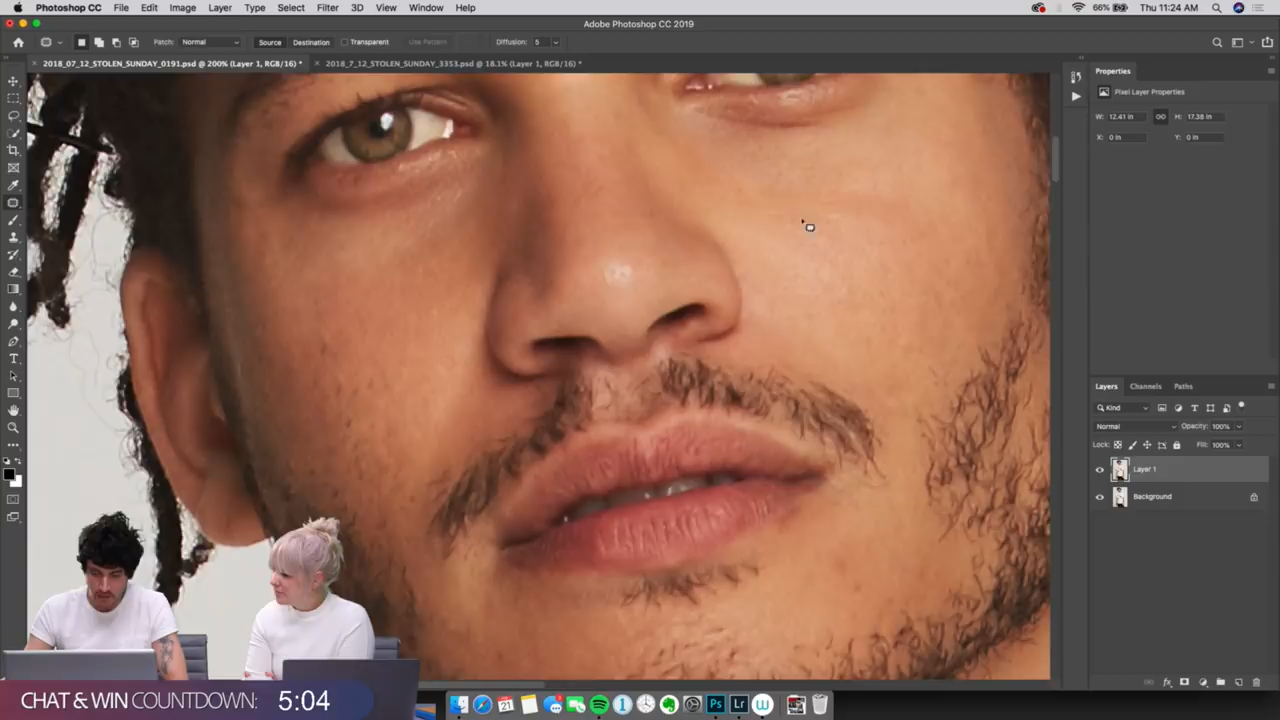 Photoshop CC File Edit Image Layer Type Select Filter 3D View Window Help 66% Thu 11:24 AM
Adobe Photoshop CC 2019
Patch: Normal Source Destination Transparent Use Pattern Diffusion: 5
2018_07_12_STOLEN_SUNDAY_0191.psd @ 200% (Layer 1, RGB/16) * 2018_7_12_STOLEN_SUNDAY_3353.psd @ 18.1% (Layer 1, RGB/16) *
Properties
Pixel Layer Properties
W: 12.41 in H: 17.38 in
X: 0 in Y: 0 in
Layers Channels Paths
Kind
Normal Opacity: 100%
Lock: Fill: 100%
Layer 1
Background
CHAT & WIN COUNTDOWN: 5:04